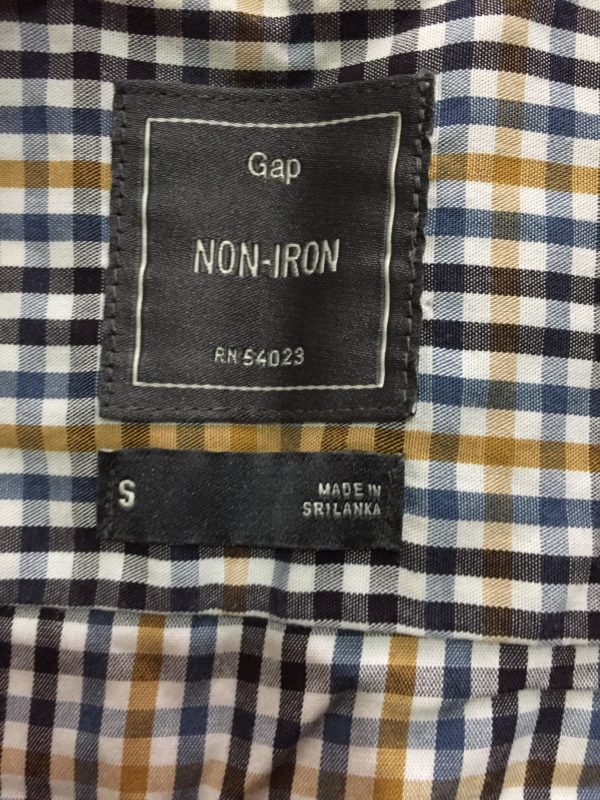 Gap
NON-IRON
RN 54023
S
MADE IN
SRI LANKA